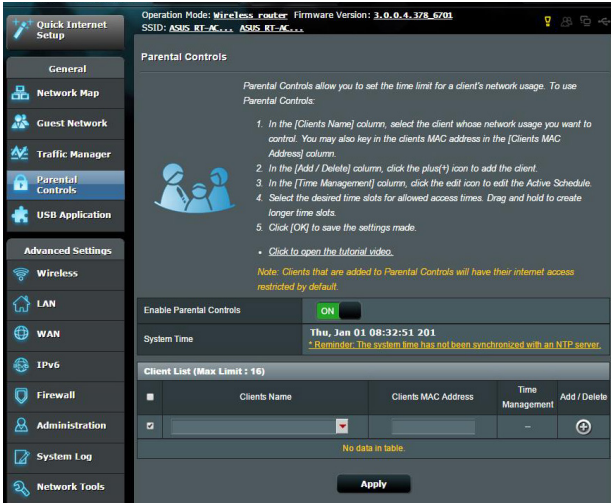 Quick Internet
Setup
Operation Mode: Wireless router Firmware Version: 3.0.0.4.378_6701
SSID: ASUS RT-AC... ASUS RT-AC...
General
Network Map
Guest Network
Traffic Manager
Parental
Controls
USB Application
Advanced Settings
Wireless
LAN
WAN
IPv6
Firewall
Administration
System Log
Network Tools
Parental Controls
Parental Controls allow you to set the time limit for a client's network usage. To use
Parental Controls:
1. In the [Clients Name] column, select the client whose network usage you want to
control. You may also key in the clients MAC address in the [Clients MAC
Address] column.
2. In the [Add / Delete] column, click the plus(+) icon to add the client.
3. In the [Time Management] column, click the edit icon to edit the Active Schedule.
4. Select the desired time slots for allowed access times. Drag and hold to create
longer time slots.
5. Click [OK] to save the settings made.
• Click to open the tutorial video.
Note: Clients that are added to Parental Controls will have their internet access
restricted by default.
Enable Parental Controls ON
System Time Thu, Jan 01 08:32:51 201
* Reminder: The system time has not been synchronized with an NTP server.
Client List (Max Limit : 16)
Clients Name Clients MAC Address Time
Management Add / Delete
–
No data in table.
Apply